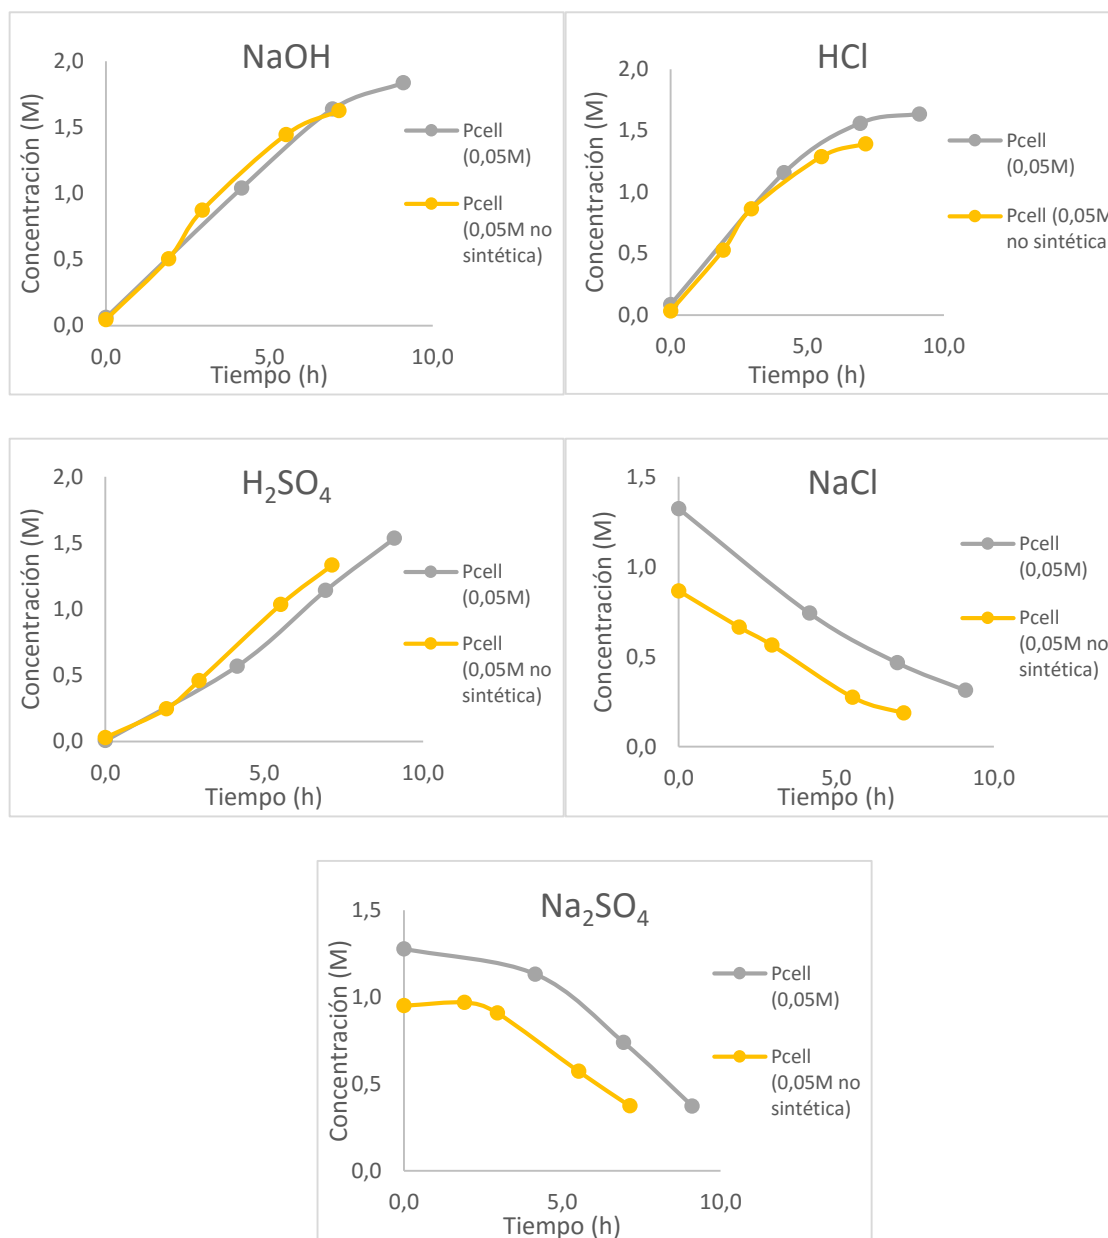 NaOH
Concentración (M)
2,0
1,5
1,0
0,5
0,0
0,0 5,0 10,0
Tiempo (h)
Pcell
(0,05M)
Pcell
(0,05M no
sintética)
HCl
Concentración (M)
2,0
1,5
1,0
0,5
0,0
0,0 5,0 10,0
Tiempo (h)
Pcell
(0,05M)
Pcell (0,05M
no sintética
H₂SO₄
Concentración (M)
2,0
1,5
1,0
0,5
0,0
0,0 5,0 10,0
Tiempo (h)
Pcell
(0,05M)
Pcell
(0,05M no
sintética)
NaCl
Concentración (M)
1,5
1,0
0,5
0,0
0,0 5,0 10,0
Tiempo (h)
Pcell
(0,05M)
Pcell
(0,05M no
sintética)
Na₂SO₄
Concentración (M)
1,5
1,0
0,5
0,0
0,0 5,0 10,0
Tiempo (h)
Pcell
(0,05M)
Pcell
(0,05M no
sintética)